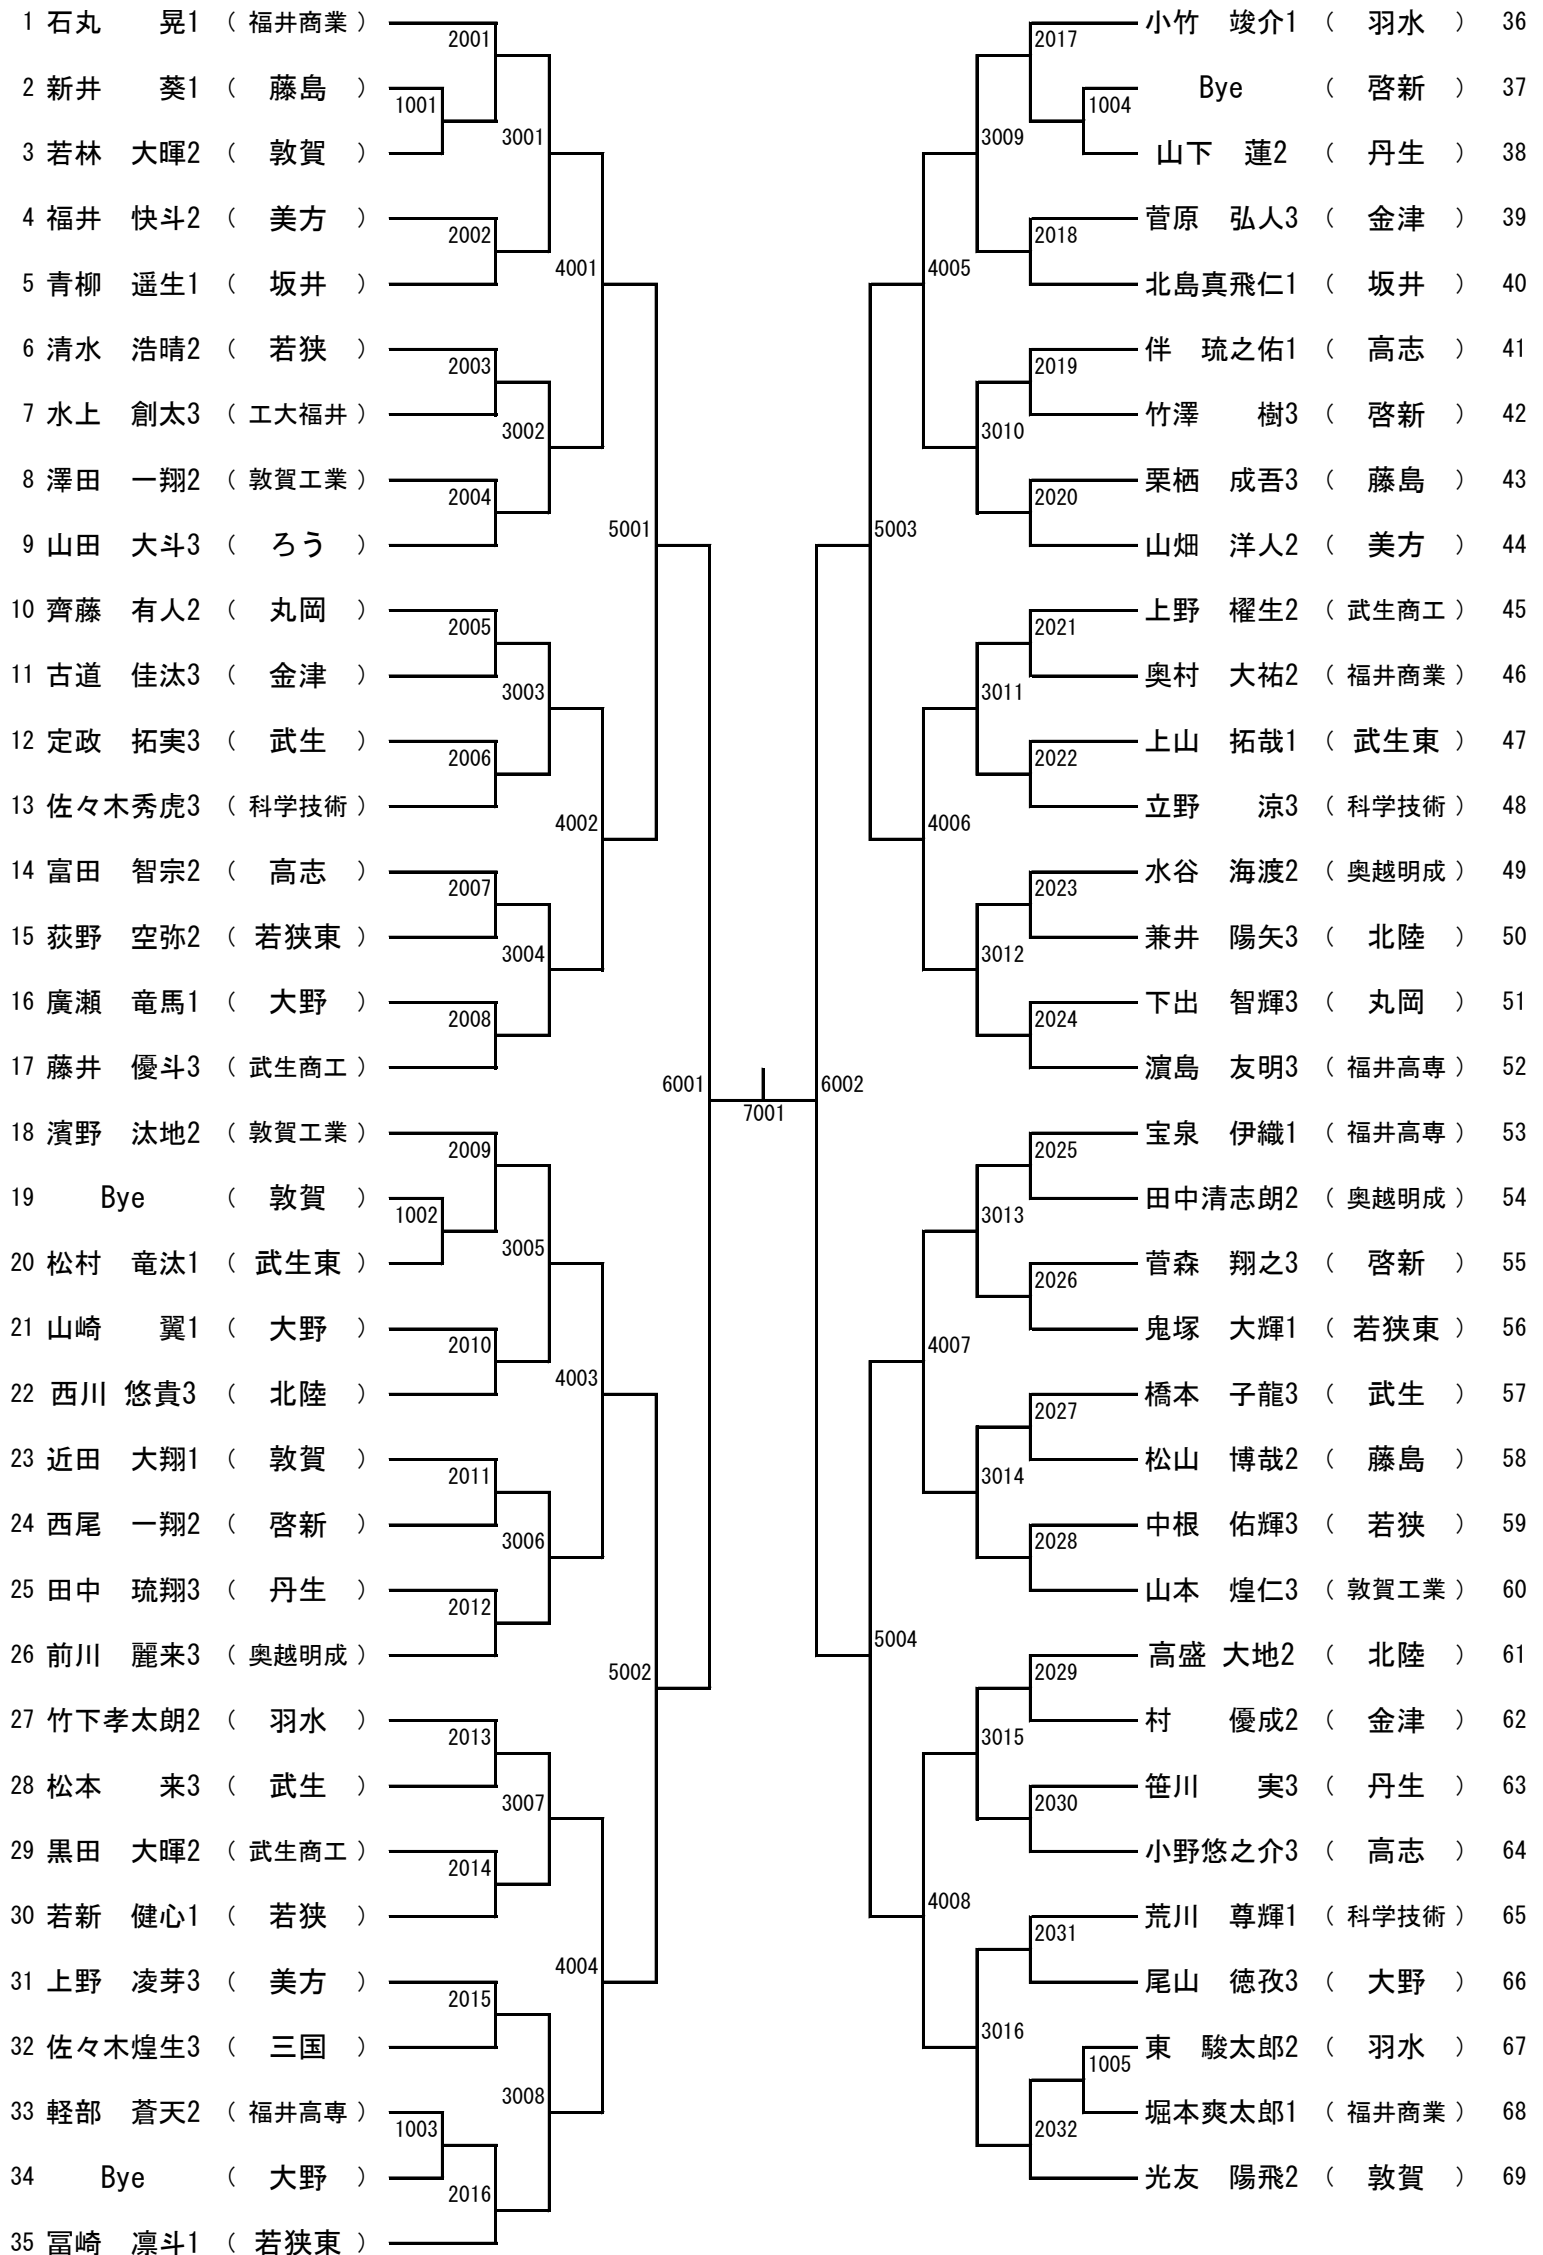 1 石丸　　晃1 （ 福井商業 ）
2 新井　　葵1 （ 藤島 ）
3 若林　大暉2 （ 敦賀 ）
4 福井　快斗2 （ 美方 ）
5 青柳　遥生1 （ 坂井 ）
6 清水　浩晴2 （ 若狭 ）
7 水上　創太3 （ 工大福井 ）
8 澤田　一翔2 （ 敦賀工業 ）
9 山田　大斗3 （ ろう ）
10 齊藤　有人2 （ 丸岡 ）
11 古道　佳汰3 （ 金津 ）
12 定政　拓実3 （ 武生 ）
13 佐々木秀虎3 （ 科学技術 ）
14 富田　智宗2 （ 高志 ）
15 荻野　空弥2 （ 若狭東 ）
16 廣瀬　竜馬1 （ 大野 ）
17 藤井　優斗3 （ 武生商工 ）
18 濱野　汰地2 （ 敦賀工業 ）
19 Bye （ 敦賀 ）
20 松村　竜汰1 （ 武生東 ）
21 山崎　　翼1 （ 大野 ）
22 西川 悠貴3 （ 北陸 ）
23 近田　大翔1 （ 敦賀 ）
24 西尾　一翔2 （ 啓新 ）
25 田中　琉翔3 （ 丹生 ）
26 前川　麗来3 （ 奥越明成 ）
27 竹下孝太朗2 （ 羽水 ）
28 松本　　来3 （ 武生 ）
29 黒田　大暉2 （ 武生商工 ）
30 若新　健心1 （ 若狭 ）
31 上野　凌芽3 （ 美方 ）
32 佐々木煌生3 （ 三国 ）
33 軽部　蒼天2 （ 福井高専 ）
34 Bye （ 大野 ）
35 冨崎　凛斗1 （ 若狭東 ）
1001
1002
1003
2001
2002
2003
2004
2005
2006
2007
2008
2009
2010
2011
2012
2013
2014
2015
2016
3001
3002
3003
3004
3005
3006
3007
3008
4001
4002
4003
4004
5001
5002
6001
7001
6002
5003
5004
4005
4006
4007
4008
3009
3010
3011
3012
3013
3014
3015
3016
2017
2018
2019
2020
2021
2022
2023
2024
2025
2026
2027
2028
2029
2030
2031
2032
1004
1005
小竹　竣介1 （ 羽水 ） 36
Bye （ 啓新 ） 37
山下　蓮2 （ 丹生 ） 38
菅原　弘人3 （ 金津 ） 39
北島真飛仁1 （ 坂井 ） 40
伴　琉之佑1 （ 高志 ） 41
竹澤　　樹3 （ 啓新 ） 42
栗栖　成吾3 （ 藤島 ） 43
山畑　洋人2 （ 美方 ） 44
上野　櫂生2 （ 武生商工 ） 45
奥村　大祐2 （ 福井商業 ） 46
上山　拓哉1 （ 武生東 ） 47
立野　　涼3 （ 科学技術 ） 48
水谷　海渡2 （ 奥越明成 ） 49
兼井　陽矢3 （ 北陸 ） 50
下出　智輝3 （ 丸岡 ） 51
濵島　友明3 （ 福井高専 ） 52
宝泉　伊織1 （ 福井高専 ） 53
田中清志朗2 （ 奥越明成 ） 54
菅森　翔之3 （ 啓新 ） 55
鬼塚　大輝1 （ 若狭東 ） 56
橋本　子龍3 （ 武生 ） 57
松山　博哉2 （ 藤島 ） 58
中根　佑輝3 （ 若狭 ） 59
山本　煌仁3 （ 敦賀工業 ） 60
高盛 大地2 （ 北陸 ） 61
村　　優成2 （ 金津 ） 62
笹川　　実3 （ 丹生 ） 63
小野悠之介3 （ 高志 ） 64
荒川　尊輝1 （ 科学技術 ） 65
尾山　徳孜3 （ 大野 ） 66
東　駿太郎2 （ 羽水 ） 67
堀本爽太郎1 （ 福井商業 ） 68
光友　陽飛2 （ 敦賀 ） 69